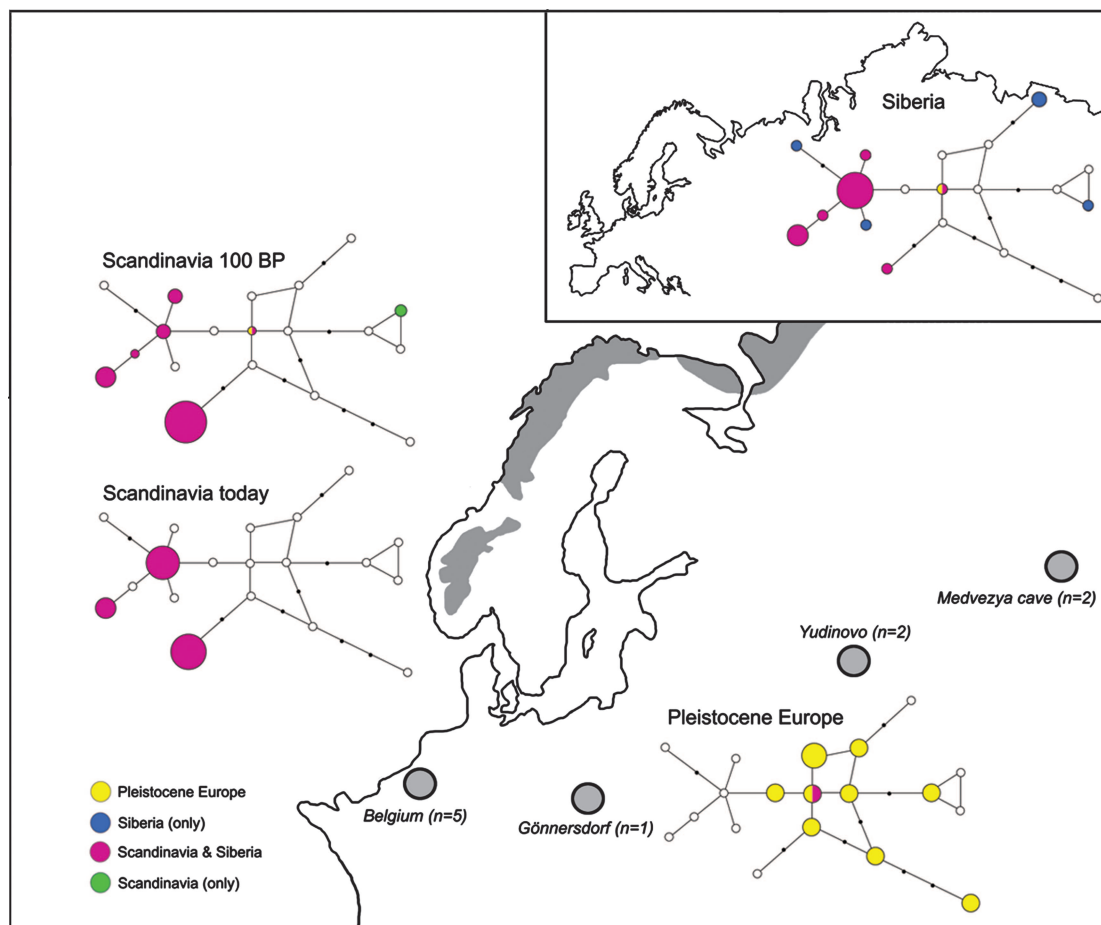 Siberia
Scandinavia 100 BP
Scandinavia today
Medvezya cave (n=2)
Yudinovo (n=2)
Pleistocene Europe
Belgium (n=5)
Gönnersdorf (n=1)
Pleistocene Europe
Siberia (only)
Scandinavia & Siberia
Scandinavia (only)